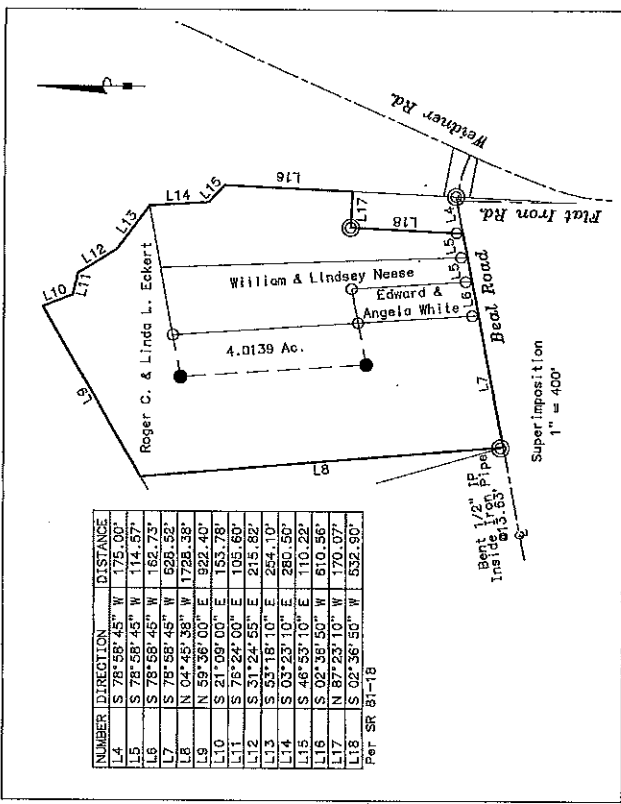 NUMBER DIRECTION DISTANCE
L4 S 78°58'45" W 175.00'
L5 S 78°58'45" W 114.57'
L6 S 78°58'45" W 162.73'
L7 S 78°58'45" W 628.52'
L8 N 04°45'38" W 1728.38'
L9 N 59°36'00" E 922.40'
L10 S 21°09'00" E 153.78'
L11 S 76°24'00" E 105.60'
L12 S 31°24'55" E 215.82'
L13 S 53°18'10" E 254.10'
L14 S 03°23'10" E 280.50'
L15 S 46°53'10" E 110.22'
L16 S 02°36'50" W 610.56'
L17 N 87°23'10" W 170.07'
L18 S 02°36'50" W 532.90'
Per SR 81-18
L9
L10
L11
L12
L13
L14
L15
L16
L17
L18
L4
L5
L5
L6
L7
L8
Roger C. & Linda L. Eckert
4.0139 Ac.
William & Lindsey Neese
Edward &
Angela White
Beal Road
Flat Iron Rd.
Weidner Rd.
Bent 1/2" IP
Inside Iron Pipe
@13.63'
Superimposition
1" = 400'